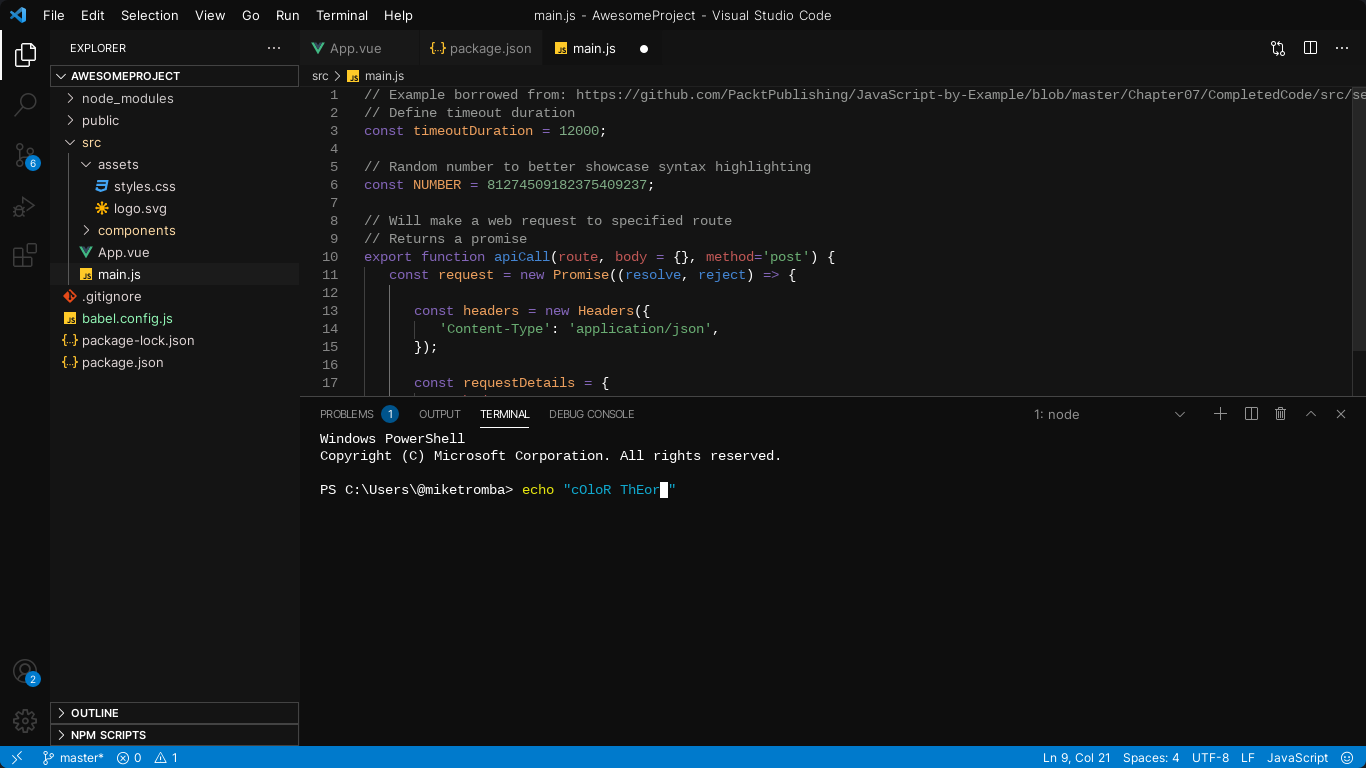 File Edit Selection View Go Run Terminal Help main.js - AwesomeProject - Visual Studio Code
EXPLORER
App.vue
{..} package.json
JS main.js
AWESOMEPROJECT
src > JS main.js
node_modules
public
src
assets
styles.css
logo.svg
components
App.vue
JS main.js
.gitignore
JS babel.config.js
{..} package-lock.json
{..} package.json
6
1 // Example borrowed from: https://github.com/PacktPublishing/JavaScript-by-Example/blob/master/Chapter07/CompletedCode/src/se
2 // Define timeout duration
3 const timeoutDuration = 12000;
4
5 // Random number to better showcase syntax highlighting
6 const NUMBER = 81274509182375409237;
7
8 // Will make a web request to specified route
9 // Returns a promise
10 export function apiCall(route, body = {}, method='post') {
11 const request = new Promise((resolve, reject) => {
12
13 const headers = new Headers({
14 'Content-Type': 'application/json',
15 });
16
17 const requestDetails = {
PROBLEMS 1 OUTPUT TERMINAL DEBUG CONSOLE 1: node
Windows PowerShell
Copyright (C) Microsoft Corporation. All rights reserved.
PS C:\Users\@miketromba> echo "cOloR ThEor "
2
OUTLINE
NPM SCRIPTS
master* 0 1 Ln 9, Col 21 Spaces: 4 UTF-8 LF JavaScript